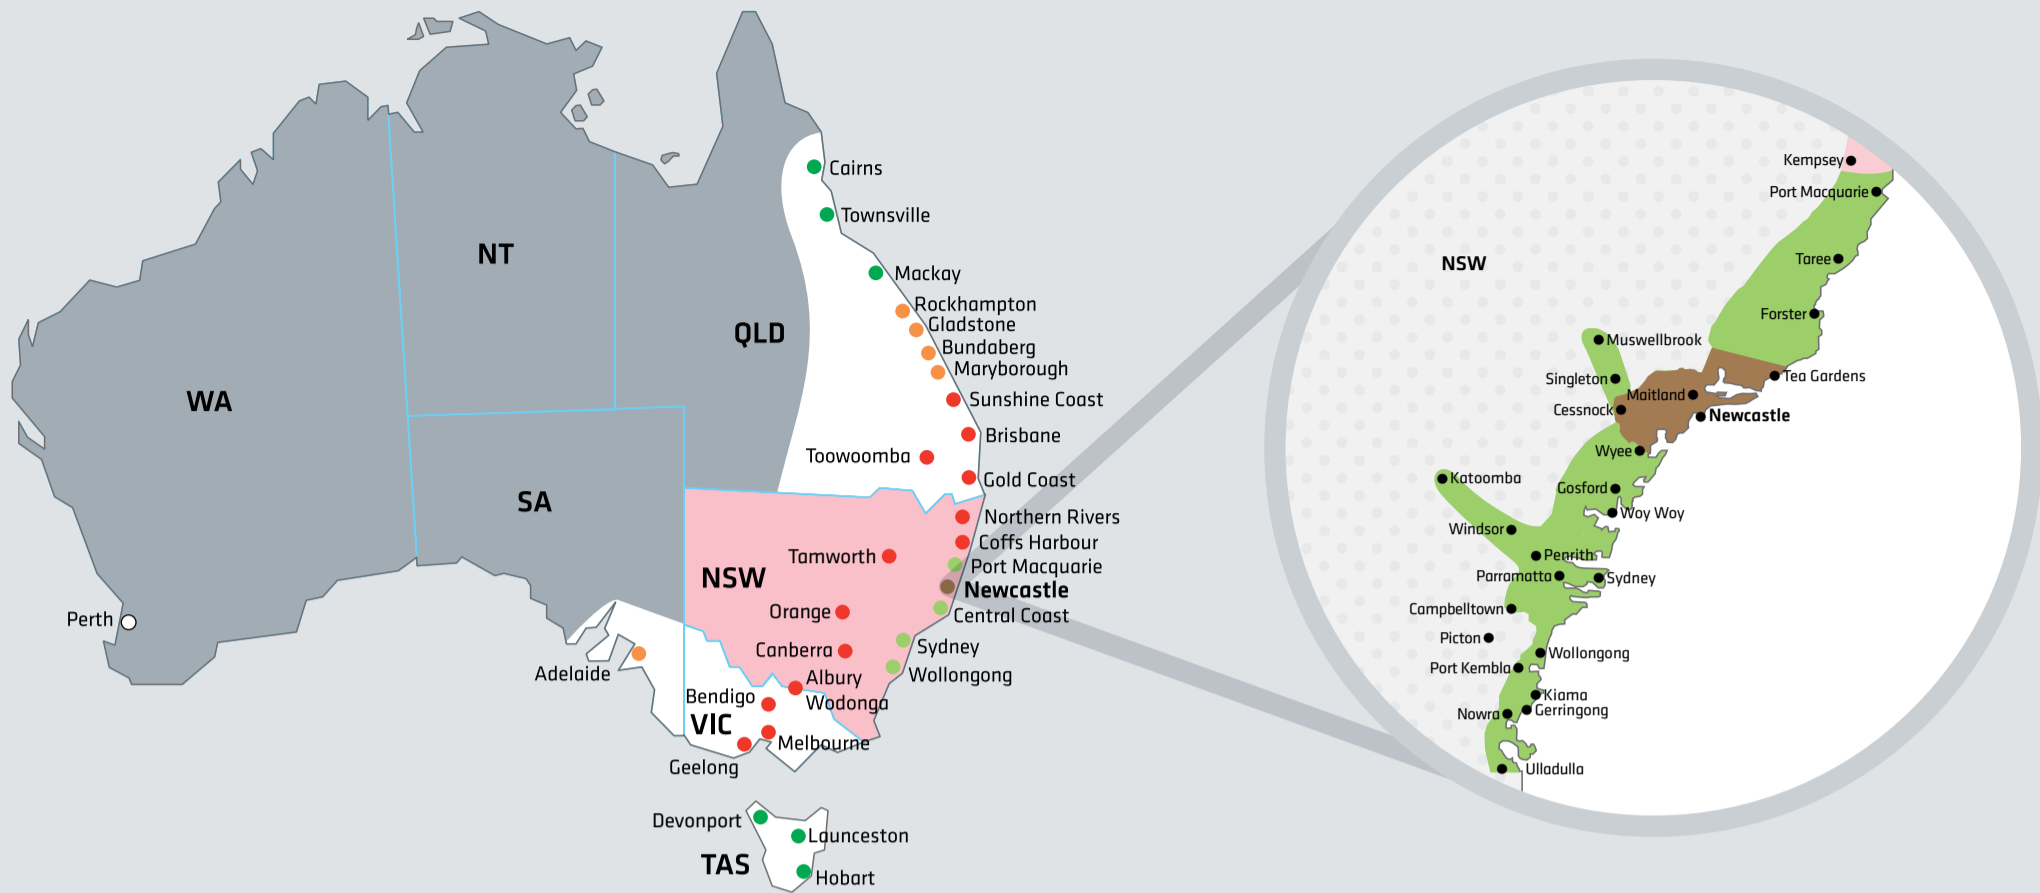 WA
NT
QLD
SA
NSW
VIC
TAS
Cairns
Townsville
Mackay
Rockhampton
Gladstone
Bundaberg
Maryborough
Sunshine Coast
Brisbane
Toowoomba
Gold Coast
Northern Rivers
Coffs Harbour
Tamworth
Port Macquarie
Newcastle
Orange
Central Coast
Perth
Sydney
Canberra
Wollongong
Adelaide
Albury
Wodonga
Bendigo
Melbourne
Geelong
Devonport
Launceston
Hobart
Kempsey
Port Macquarie
NSW
Taree
Forster
Muswellbrook
Singleton
Tea Gardens
Maitland
Cessnock
Newcastle
Wyee
Katoomba
Gosford
Woy Woy
Windsor
Penrith
Parramatta
Sydney
Campbelltown
Picton
Wollongong
Port Kembla
Kiama
Gerringong
Nowra
Ulladulla